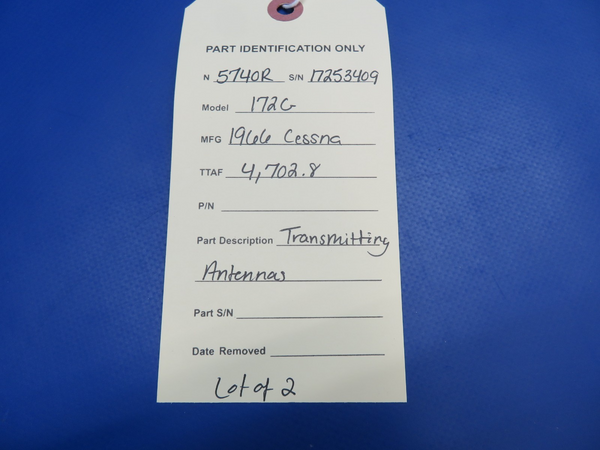 PART IDENTIFICATION ONLY
N 5740R S/N 17253409
Model 172G
MFG 1966 Cessna
TTAF 4,702.8
P/N
Part Description Transmitting
Antennas
Part S/N
Date Removed
Lot of 2